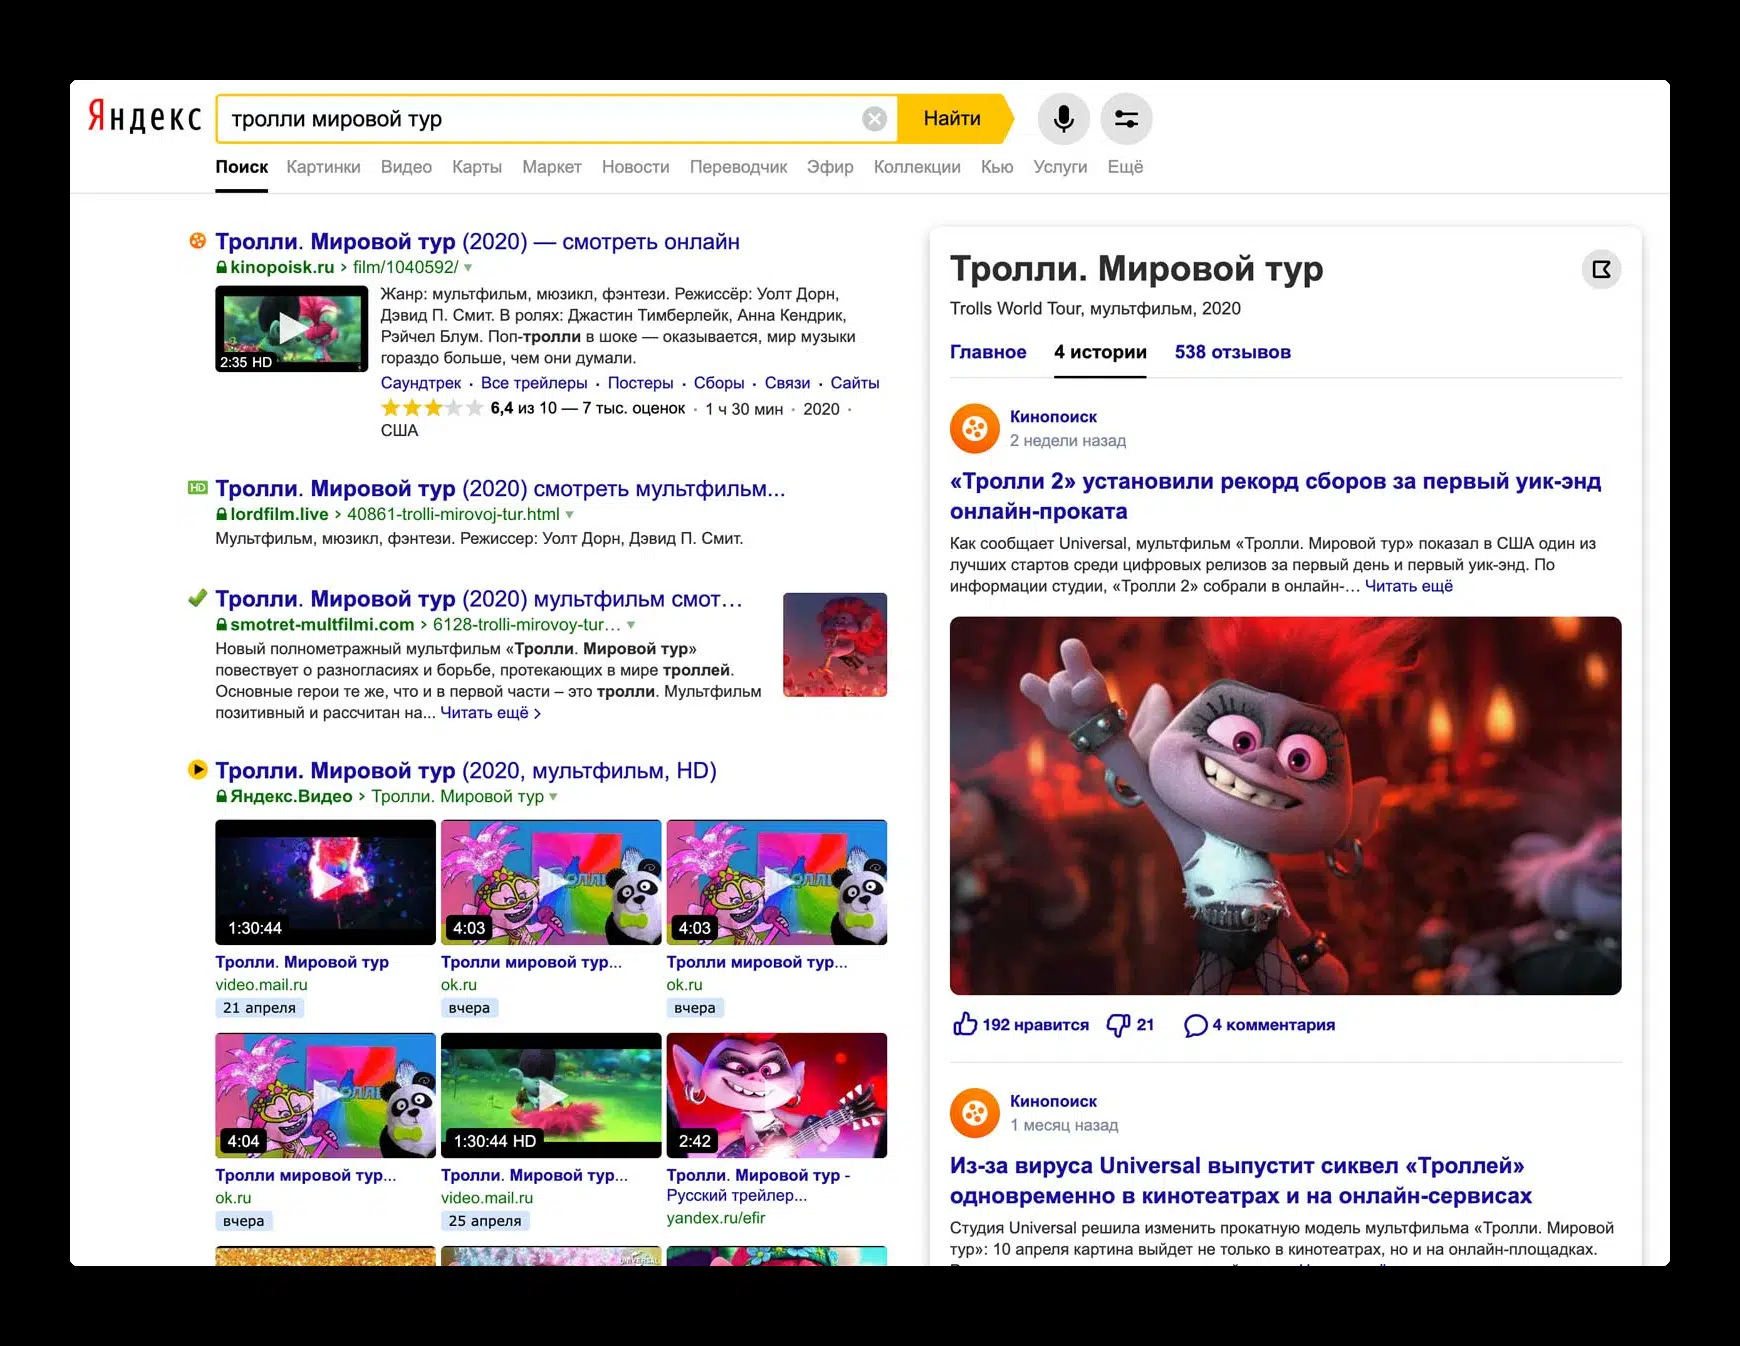 Яндекс
тролли мировой тур
Найти
Поиск Картинки Видео Карты Маркет Новости Переводчик Эфир Коллекции Кью Услуги Ещё
Тролли. Мировой тур (2020) — смотреть онлайн
kinopoisk.ru › film/1040592/
2:35 HD
Жанр: мультфильм, мюзикл, фэнтези. Режиссёр: Уолт Дорн,
Дэвид П. Смит. В ролях: Джастин Тимберлейк, Анна Кендрик,
Рэйчел Блум. Поп-тролли в шоке — оказывается, мир музыки
гораздо больше, чем они думали.
Саундтрек · Все трейлеры · Постеры · Сборы · Связи · Сайты
6,4 из 10 — 7 тыс. оценок · 1 ч 30 мин · 2020 ·
США
HD
Тролли. Мировой тур (2020) смотреть мультфильм...
lordfilm.live › 40861-trolli-mirovoj-tur.html
Мультфильм, мюзикл, фэнтези. Режиссер: Уолт Дорн, Дэвид П. Смит.
Тролли. Мировой тур (2020) мультфильм смот…
smotret-multfilmi.com › 6128-trolli-mirovoy-tur…
Новый полнометражный мультфильм «Тролли. Мировой тур»
повествует о разногласиях и борьбе, протекающих в мире троллей.
Основные герои те же, что и в первой части – это тролли. Мультфильм
позитивный и рассчитан на... Читать ещё ›
Тролли. Мировой тур (2020, мультфильм, HD)
Яндекс.Видео › Тролли. Мировой тур
1:30:44
4:03
4:03
Тролли. Мировой тур
video.mail.ru
21 апреля
Тролли мировой тур...
ok.ru
вчера
Тролли мировой тур...
ok.ru
вчера
4:04
1:30:44 HD
2:42
Тролли мировой тур...
ok.ru
вчера
Тролли. Мировой тур...
video.mail.ru
25 апреля
Тролли. Мировой тур -
Русский трейлер...
yandex.ru/efir
Тролли. Мировой тур
Trolls World Tour, мультфильм, 2020
Главное 4 истории 538 отзывов
Кинопоиск
2 недели назад
«Тролли 2» установили рекорд сборов за первый уик-энд
онлайн-проката
Как сообщает Universal, мультфильм «Тролли. Мировой тур» показал в США один из
лучших стартов среди цифровых релизов за первый день и первый уик-энд. По
информации студии, «Тролли 2» собрали в онлайн-… Читать ещё
192 нравится 21 4 комментария
Кинопоиск
1 месяц назад
Из-за вируса Universal выпустит сиквел «Троллей»
одновременно в кинотеатрах и на онлайн-сервисах
Студия Universal решила изменить прокатную модель мультфильма «Тролли. Мировой
тур»: 10 апреля картина выйдет не только в кинотеатрах, но и на онлайн-площадках.